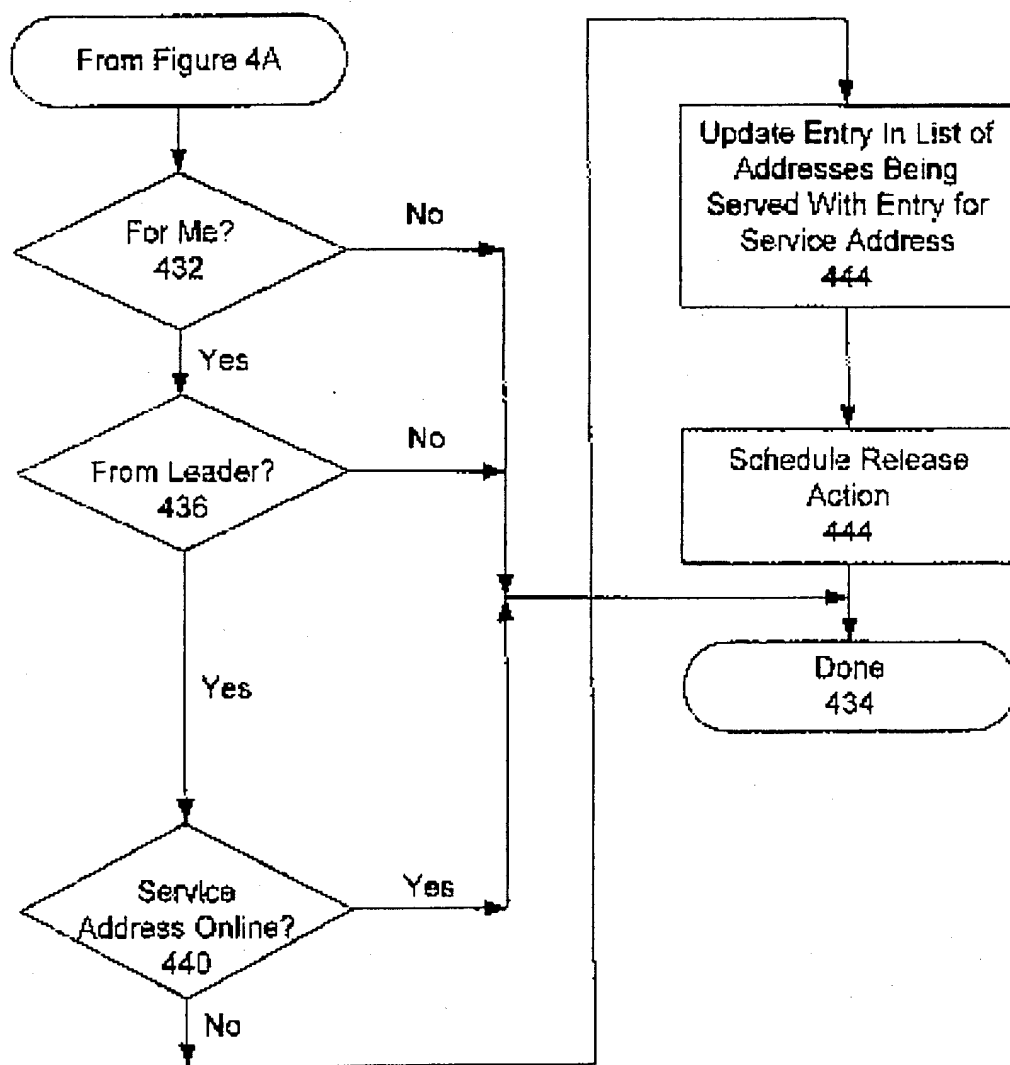 From Figure 4A
For Me?
432
No
Yes
From Leader?
436
No
Yes
Service
Address Online?
440
Yes
No
Update Entry In List of
Addresses Being
Served With Entry for
Service Address
444
Schedule Release
Action
444
Done
434